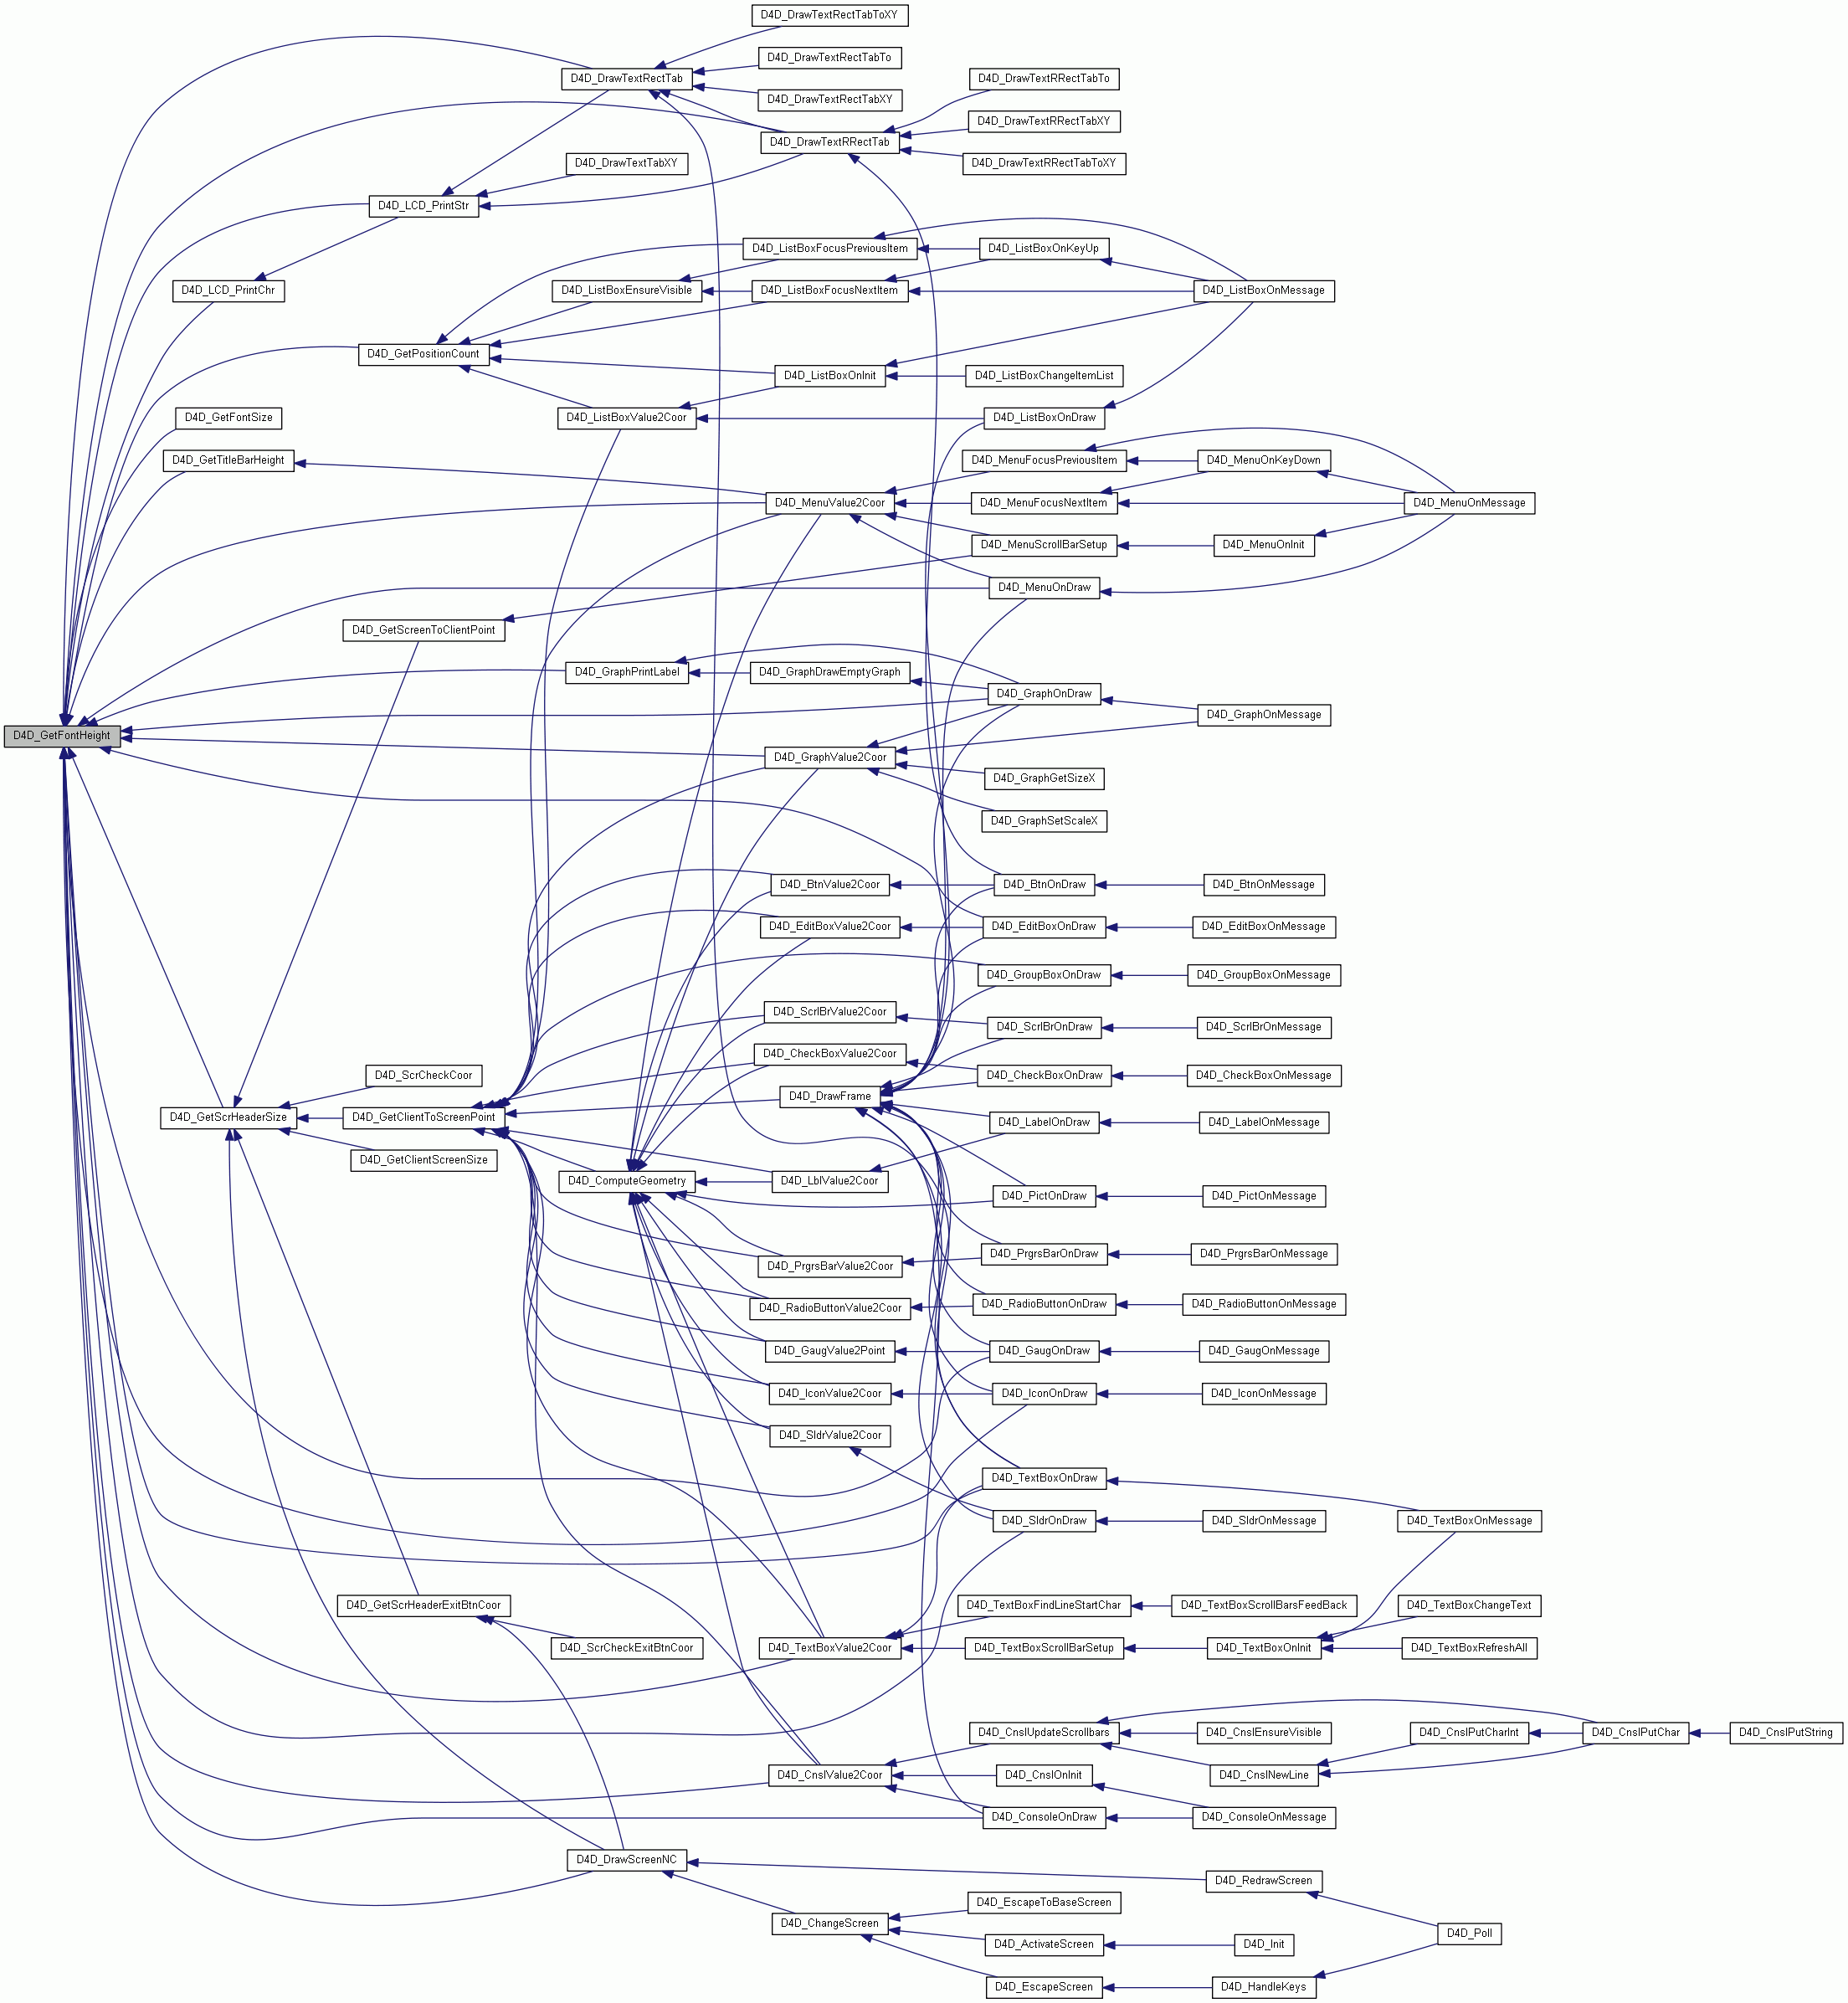 D4D_DrawTextRectTabToXY
D4D_DrawTextRectTabTo
D4D_DrawTextRectTab
D4D_DrawTextRRectTabTo
D4D_DrawTextRectTabXY
D4D_DrawTextRRectTabXY
D4D_DrawTextRRectTab
D4D_DrawTextTabXY
D4D_DrawTextRRectTabToXY
D4D_LCD_PrintStr
D4D_ListBoxFocusPreviousItem
D4D_ListBoxOnKeyUp
D4D_LCD_PrintChr
D4D_ListBoxEnsureVisible
D4D_ListBoxFocusNextItem
D4D_ListBoxOnMessage
D4D_GetPositionCount
D4D_ListBoxOnInit
D4D_ListBoxChangeItemList
D4D_GetFontSize
D4D_ListBoxValue2Coor
D4D_ListBoxOnDraw
D4D_GetTitleBarHeight
D4D_MenuFocusPreviousItem
D4D_MenuOnKeyDown
D4D_MenuValue2Coor
D4D_MenuFocusNextItem
D4D_MenuOnMessage
D4D_MenuScrollBarSetup
D4D_MenuOnInit
D4D_MenuOnDraw
D4D_GetScreenToClientPoint
D4D_GraphPrintLabel
D4D_GraphDrawEmptyGraph
D4D_GraphOnDraw
D4D_GraphOnMessage
D4D_GetFontHeight
D4D_GraphValue2Coor
D4D_GraphGetSizeX
D4D_GraphSetScaleX
D4D_BtnValue2Coor
D4D_BtnOnDraw
D4D_BtnOnMessage
D4D_EditBoxValue2Coor
D4D_EditBoxOnDraw
D4D_EditBoxOnMessage
D4D_GroupBoxOnDraw
D4D_GroupBoxOnMessage
D4D_ScrlBrValue2Coor
D4D_ScrlBrOnDraw
D4D_ScrlBrOnMessage
D4D_CheckBoxValue2Coor
D4D_ScrCheckCoor
D4D_CheckBoxOnDraw
D4D_CheckBoxOnMessage
D4D_DrawFrame
D4D_GetScrHeaderSize
D4D_GetClientToScreenPoint
D4D_LabelOnDraw
D4D_LabelOnMessage
D4D_GetClientScreenSize
D4D_ComputeGeometry
D4D_LblValue2Coor
D4D_PictOnDraw
D4D_PictOnMessage
D4D_PrgrsBarValue2Coor
D4D_PrgrsBarOnDraw
D4D_PrgrsBarOnMessage
D4D_RadioButtonValue2Coor
D4D_RadioButtonOnDraw
D4D_RadioButtonOnMessage
D4D_GaugValue2Point
D4D_GaugOnDraw
D4D_GaugOnMessage
D4D_IconValue2Coor
D4D_IconOnDraw
D4D_IconOnMessage
D4D_SldrValue2Coor
D4D_TextBoxOnDraw
D4D_SldrOnDraw
D4D_SldrOnMessage
D4D_TextBoxOnMessage
D4D_GetScrHeaderExitBtnCoor
D4D_TextBoxFindLineStartChar
D4D_TextBoxScrollBarsFeedBack
D4D_TextBoxChangeText
D4D_ScrCheckExitBtnCoor
D4D_TextBoxValue2Coor
D4D_TextBoxScrollBarSetup
D4D_TextBoxOnInit
D4D_TextBoxRefreshAll
D4D_CnslUpdateScrollbars
D4D_CnslEnsureVisible
D4D_CnslPutCharInt
D4D_CnslPutChar
D4D_CnslPutString
D4D_CnslValue2Coor
D4D_CnslOnInit
D4D_CnslNewLine
D4D_ConsoleOnDraw
D4D_ConsoleOnMessage
D4D_DrawScreenNC
D4D_RedrawScreen
D4D_EscapeToBaseScreen
D4D_ChangeScreen
D4D_Poll
D4D_ActivateScreen
D4D_Init
D4D_EscapeScreen
D4D_HandleKeys